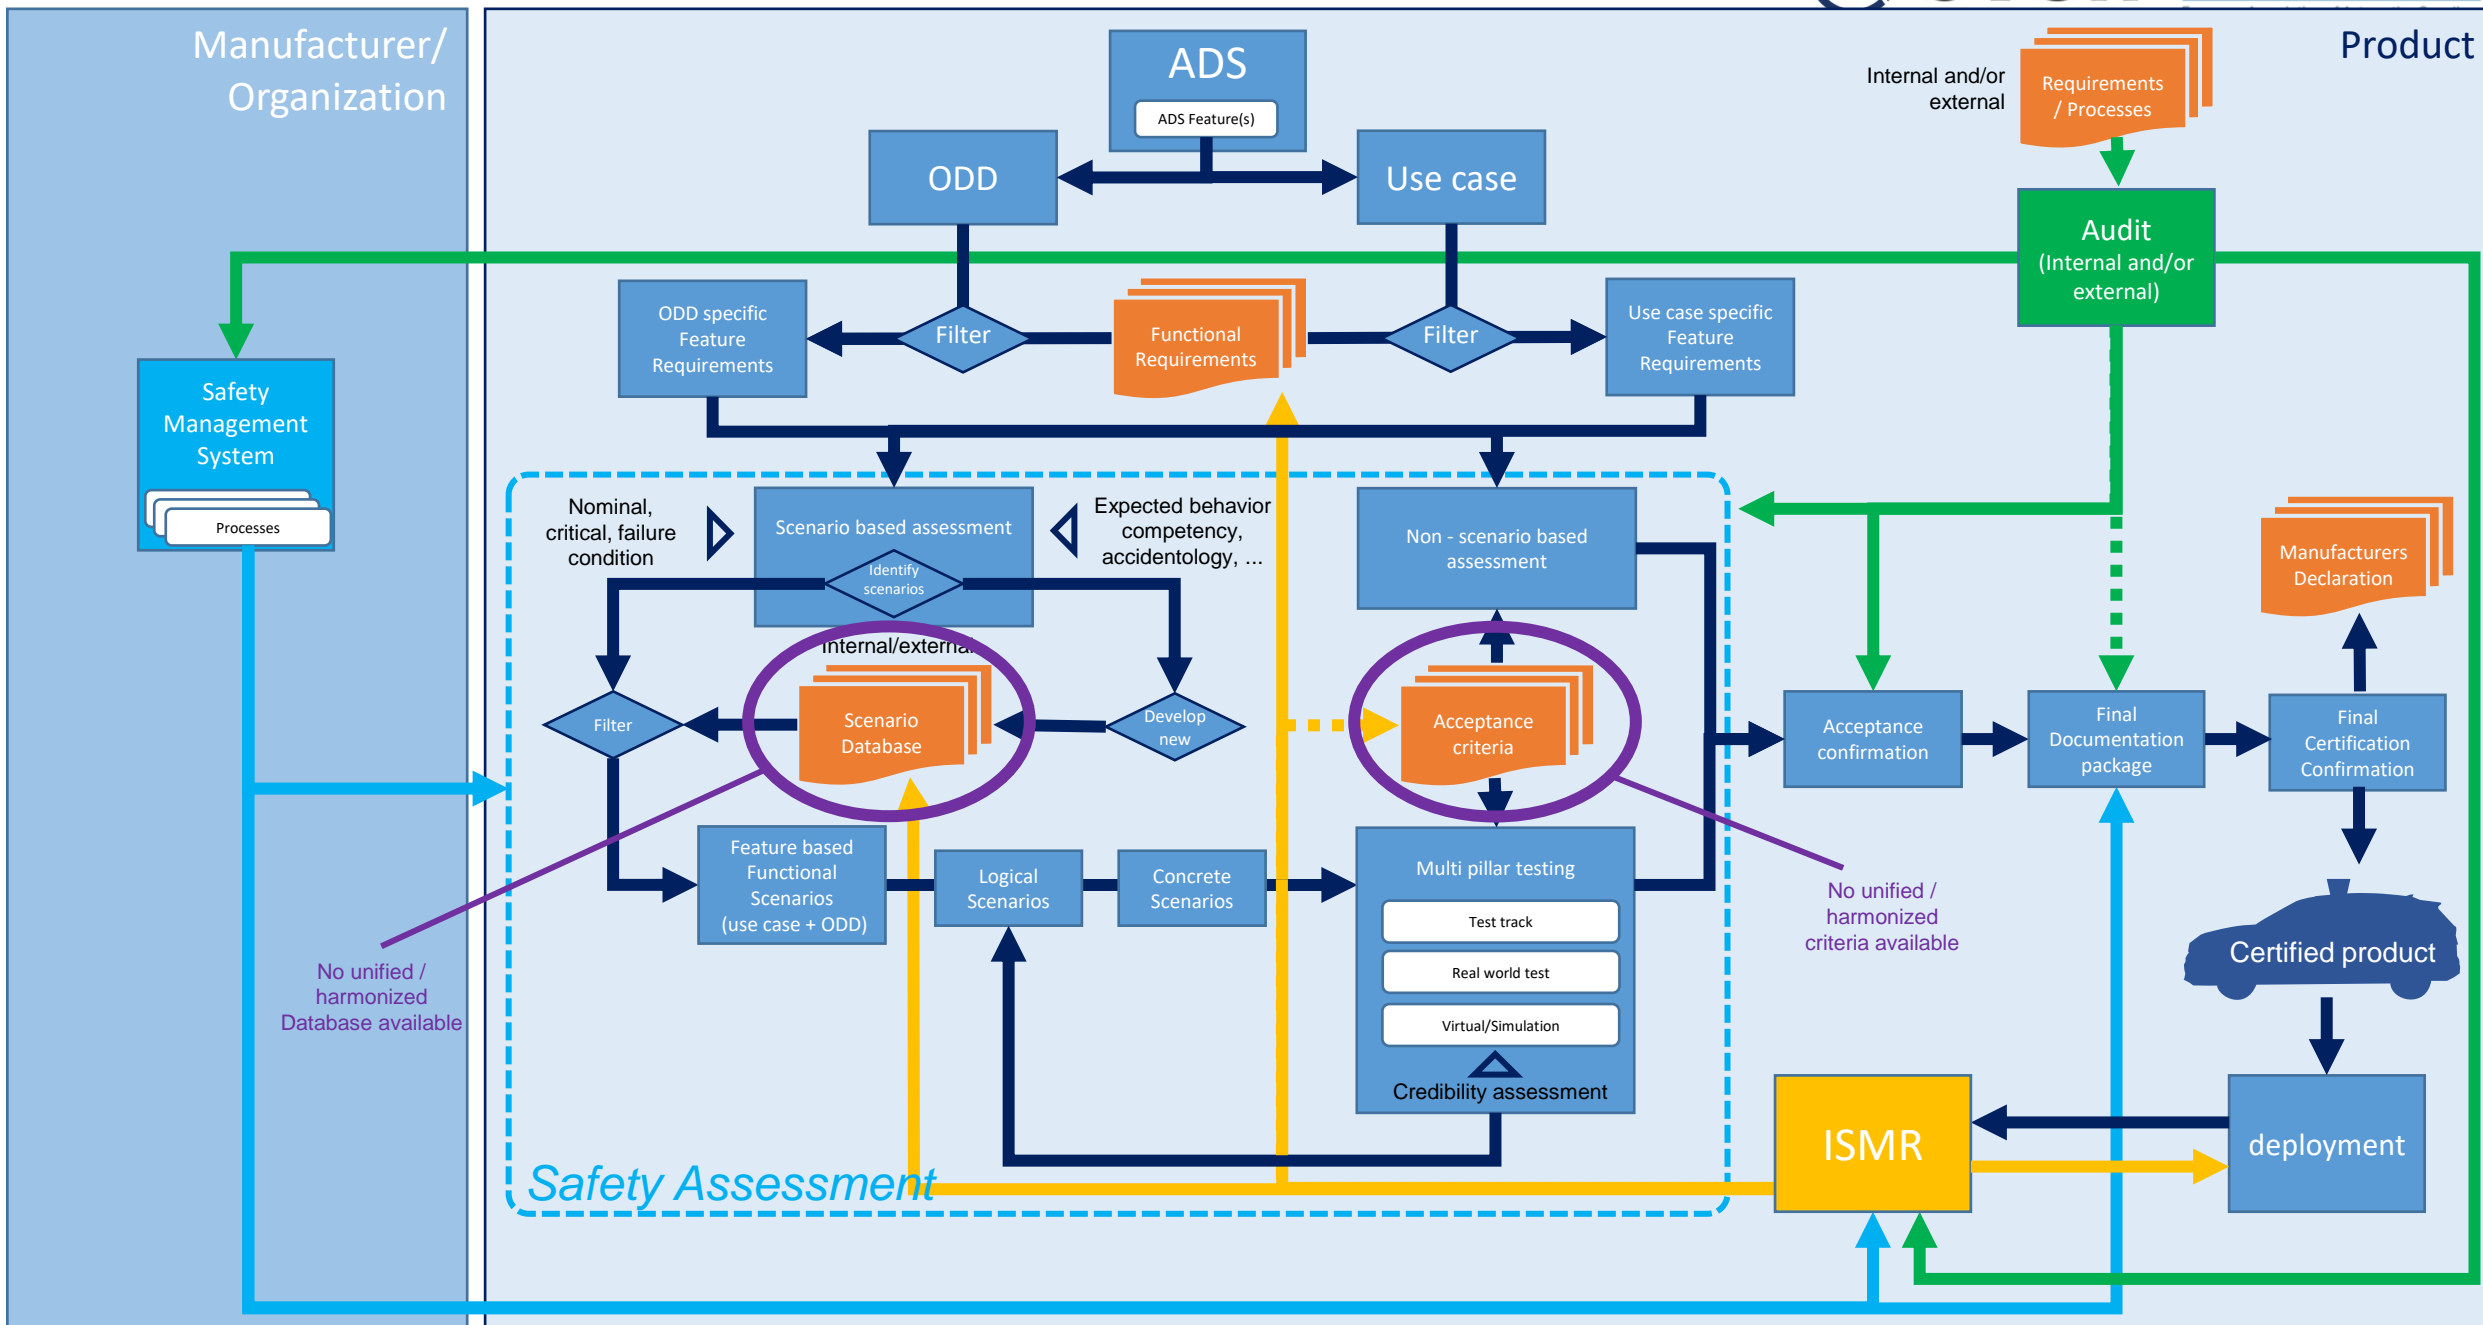 Manufacturer/
Organization
Product
ADS
ADS Feature(s)
Internal and/or
external
Requirements
/ Processes
ODD
Use case
Audit
(Internal and/or
external)
ODD specific
Feature
Requirements
Filter
Functional
Requirements
Filter
Use case specific
Feature
Requirements
Safety
Management
System
Processes
Nominal,
critical, failure
condition
Scenario based assessment
Identify
scenarios
Expected behavior
competency,
accidentology, ...
Non - scenario based
assessment
Manufacturers
Declaration
Internal/external
Filter
Scenario
Database
Develop
new
Acceptance
criteria
Acceptance
confirmation
Final
Documentation
package
Final
Certification
Confirmation
Feature based
Functional
Scenarios
(use case + ODD)
Logical
Scenarios
Concrete
Scenarios
Multi pillar testing
Test track
Real world test
Virtual/Simulation
Credibility assessment
No unified /
harmonized
criteria available
Certified product
No unified /
harmonized
Database available
ISMR
deployment
Safety Assessment